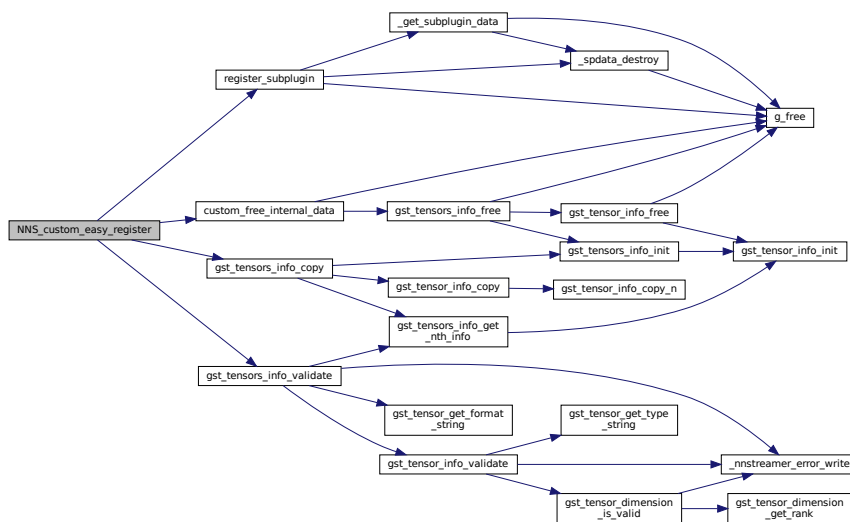 _get_subplugin_data
_spdata_destroy
register_subplugin
g_free
custom_free_internal_data
gst_tensors_info_free
gst_tensor_info_free
NNS_custom_easy_register
gst_tensors_info_init
gst_tensor_info_init
gst_tensors_info_copy
gst_tensor_info_copy
gst_tensor_info_copy_n
gst_tensors_info_get
_nth_info
gst_tensors_info_validate
gst_tensor_get_format
_string
gst_tensor_get_type
_string
gst_tensor_info_validate
_nnstreamer_error_write
gst_tensor_dimension
_is_valid
gst_tensor_dimension
_get_rank